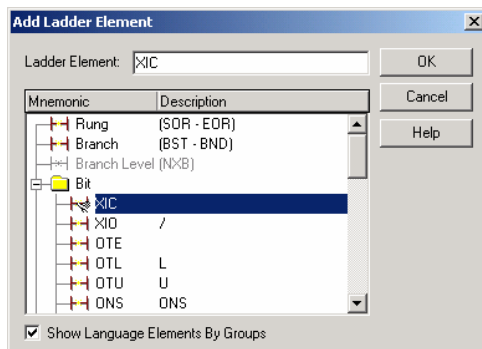 Add Ladder Element
Ladder Element: XIC
OK
Mnemonic Description
Cancel
Rung (SOR - EOR)
Help
Branch (BST - BND)
Branch Level (NXB)
Bit
XIC
XIO /
OTE
OTL L
OTU U
ONS ONS
Show Language Elements By Groups